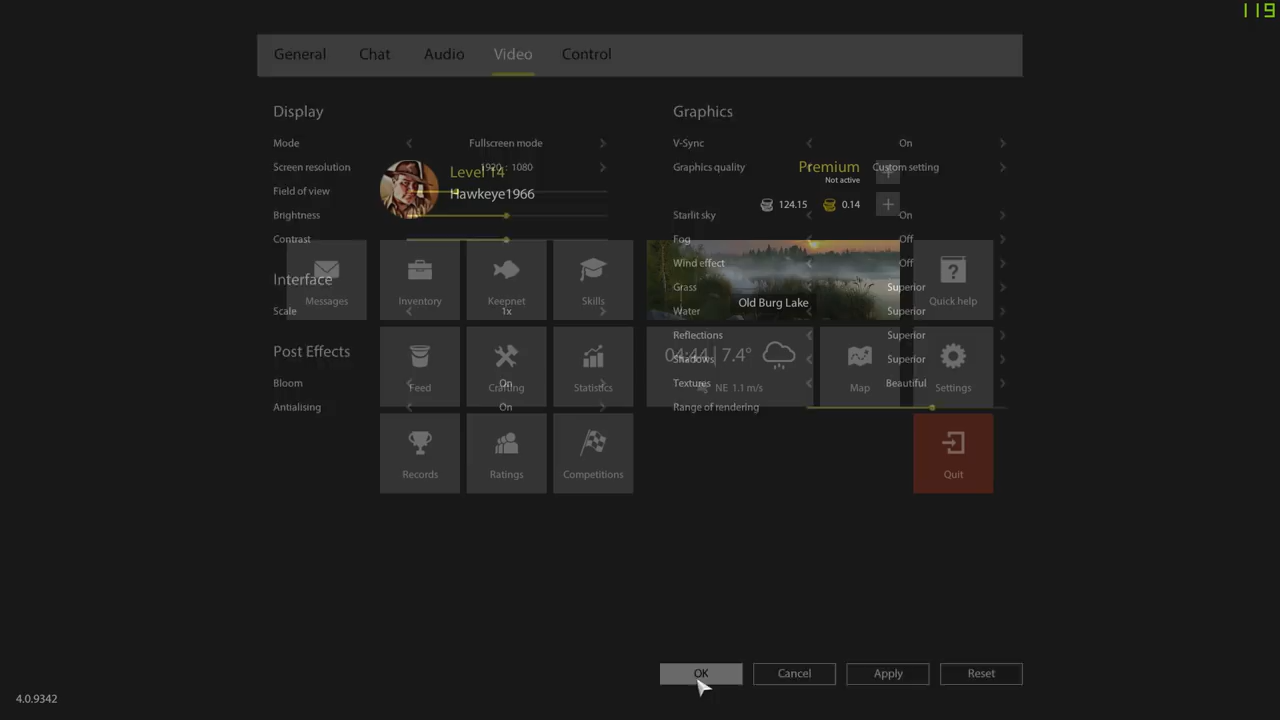 119
General Chat Audio Video Control
Display
Graphics
Mode Fullscreen mode
V-Sync On
Screen resolution 1920 : 1080
Graphics quality Custom setting
Premium
Not active
Level 14
Hawkeye1966
Field of view
124.15 0.14
Brightness
Starlit sky On
Contrast
Fog Off
Wind effect Off
Interface
Grass Superior
Messages Inventory Keepnet Skills
Old Burg Lake
Quick help
Scale 1x
Water Superior
Reflections Superior
Post Effects
04:44 7.4°
Shadows Superior
Bloom On
Textures Beautiful
Feed Crafting Statistics
NE 1.1 m/s
Map Settings
Antialising On
Range of rendering
Records Ratings Competitions
Quit
OK Cancel Apply Reset
4.0.9342